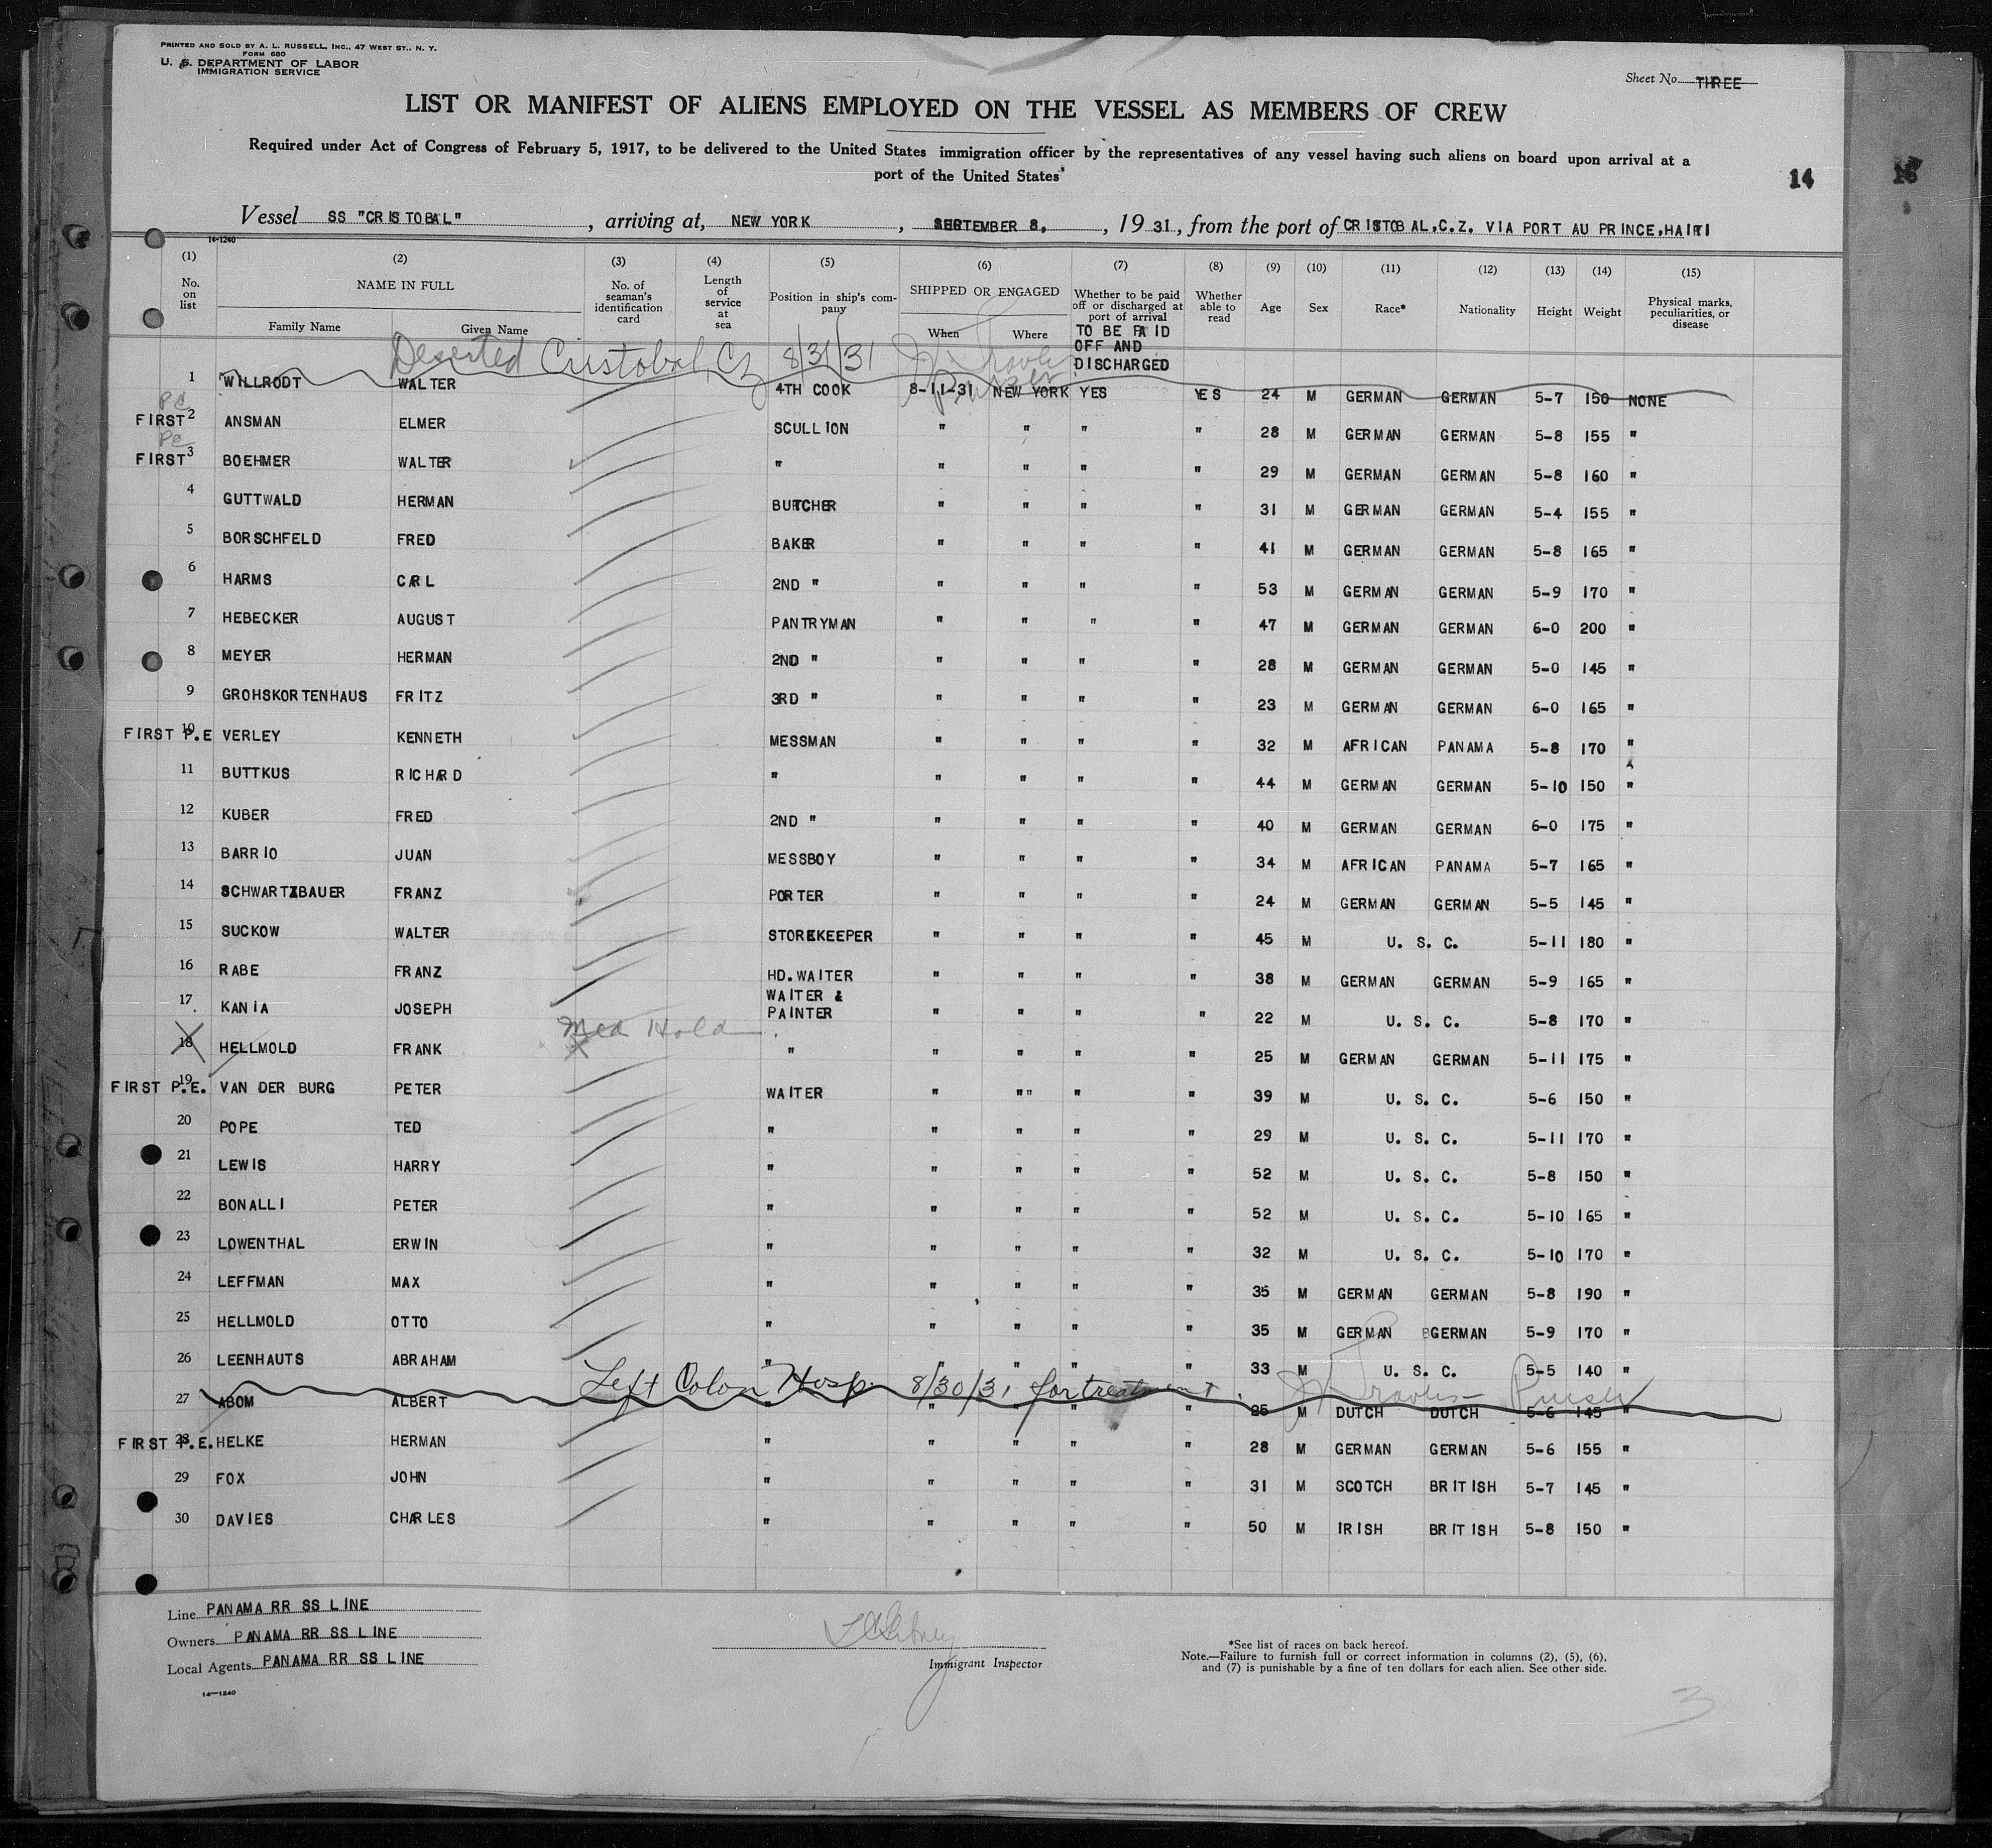 PRINTED AND SOLD BY A. L. RUSSELL, INC., 47 WEST ST., N. Y.
FORM 680
U. S. DEPARTMENT OF LABOR
IMMIGRATION SERVICE
Sheet No. THREE
LIST OR MANIFEST OF ALIENS EMPLOYED ON THE VESSEL AS MEMBERS OF CREW
Required under Act of Congress of February 5, 1917, to be delivered to the United States immigration officer by the representatives of any vessel having such aliens on board upon arrival at a
port of the United States
14
Vessel SS "CRISTOBAL", arriving at, NEW YORK, SEPTEMBER 8, 1931, from the port of CRISTOBAL.C.Z. VIA PORT AU PRINCE,HAITI
14-1240
(1) (2) (3) (4) (5) (6) (7) (8) (9) (10) (11) (12) (13) (14) (15)
No. on list NAME IN FULL Family Name Given Name No. of seaman's identification card Length of service at sea Position in ship's company SHIPPED OR ENGAGED When Where Whether to be paid off or discharged at port of arrival Whether able to read Age Sex Race* Nationality Height Weight Physical marks, peculiarities, or disease
TO BE PAID
OFF AND
DISCHARGED
Deserted Cristobal, Cz 8/31/31
1 WILLRODT WALTER 4TH COOK 8-11-31 NEW YORK YES YES 24 M GERMAN GERMAN 5-7 150 NONE
FIRST 2 ANSMAN ELMER SCULLION " " " " 28 M GERMAN GERMAN 5-8 155 "
FIRST 3 BOEHMER WALTER " " " " " 29 M GERMAN GERMAN 5-8 160 "
4 GUTTWALD HERMAN BUTCHER " " " " 31 M GERMAN GERMAN 5-4 155 "
5 BORSCHFELD FRED BAKER " " " " 41 M GERMAN GERMAN 5-8 165 "
6 HARMS CARL 2ND " " " " " 53 M GERMAN GERMAN 5-9 170 "
7 HEBECKER AUGUST PANTRYMAN " " " " 47 M GERMAN GERMAN 6-0 200 "
8 MEYER HERMAN 2ND " " " " " 28 M GERMAN GERMAN 5-0 145 "
9 GROHSKORTENHAUS FRITZ 3RD " " " " " 23 M GERMAN GERMAN 6-0 165 "
FIRST P.E 10 VERLEY KENNETH MESSMAN " " " " 32 M AFRICAN PANAMA 5-8 170 "
11 BUTTKUS RICHARD " " " " " 44 M GERMAN GERMAN 5-10 150 "
12 KUBER FRED 2ND " " " " " 40 M GERMAN GERMAN 6-0 175 "
13 BARRIO JUAN MESSBOY " " " " 34 M AFRICAN PANAMA 5-7 165 "
14 SCHWARTZBAUER FRANZ PORTER " " " " 24 M GERMAN GERMAN 5-5 145 "
15 SUCKOW WALTER STOREKEEPER " " " " 45 M U. S. C. 5-11 180 "
16 RABE FRANZ HD.WAITER " " " " 38 M GERMAN GERMAN 5-9 165 "
17 KANIA JOSEPH WAITER & PAINTER " " " " 22 M U. S. C. 5-8 170 "
Med Hold
18 HELLMOLD FRANK " " " " " 25 M GERMAN GERMAN 5-11 175 "
FIRST P.E. 19 VAN DER BURG PETER WAITER " "" " " 39 M U. S. C. 5-6 150 "
20 POPE TED " " " " " 29 M U. S. C. 5-11 170 "
21 LEWIS HARRY " " " " " 52 M U. S. C. 5-8 150 "
22 BONALLI PETER " " " " " 52 M U. S. C. 5-10 165 "
23 LOWENTHAL ERWIN " " " " " 32 M U. S. C. 5-10 170 "
24 LEFFMAN MAX " " " " " 35 M GERMAN GERMAN 5-8 190 "
25 HELLMOLD OTTO " " " " " 35 M GERMAN GERMAN 5-9 170 "
26 LEENHAUTS ABRAHAM " " " " " 33 M U. S. C. 5-5 140 "
Left Colon Hosp. 8/30/31 for treatment. Purser
27 ABOM ALBERT " " " " " 25 M DUTCH DUTCH 5-6 145 "
FIRST P.E. 28 HELKE HERMAN " " " " " 28 M GERMAN GERMAN 5-6 155 "
29 FOX JOHN " " " " " 31 M SCOTCH BRITISH 5-7 145 "
30 DAVIES CHARLES " " " " " 50 M IRISH BRITISH 5-8 150 "
Line PANAMA RR SS LINE
Owners PANAMA RR SS LINE
Local Agents PANAMA RR SS LINE
14-1240
Immigrant Inspector
*See list of races on back hereof.
Note.—Failure to furnish full or correct information in columns (2), (5), (6),
and (7) is punishable by a fine of ten dollars for each alien. See other side.
3